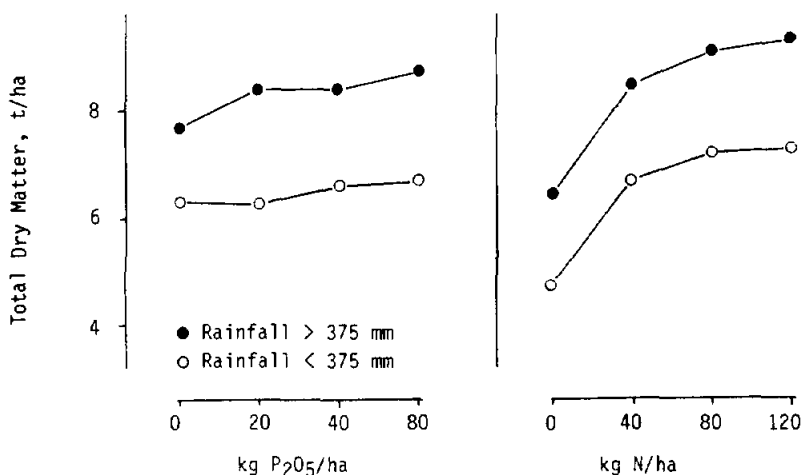 Total Dry Matter, t/ha
8
6
4
● Rainfall > 375 mm
○ Rainfall < 375 mm
0 20 40 80
kg P₂O₅/ha
0 40 80 120
kg N/ha